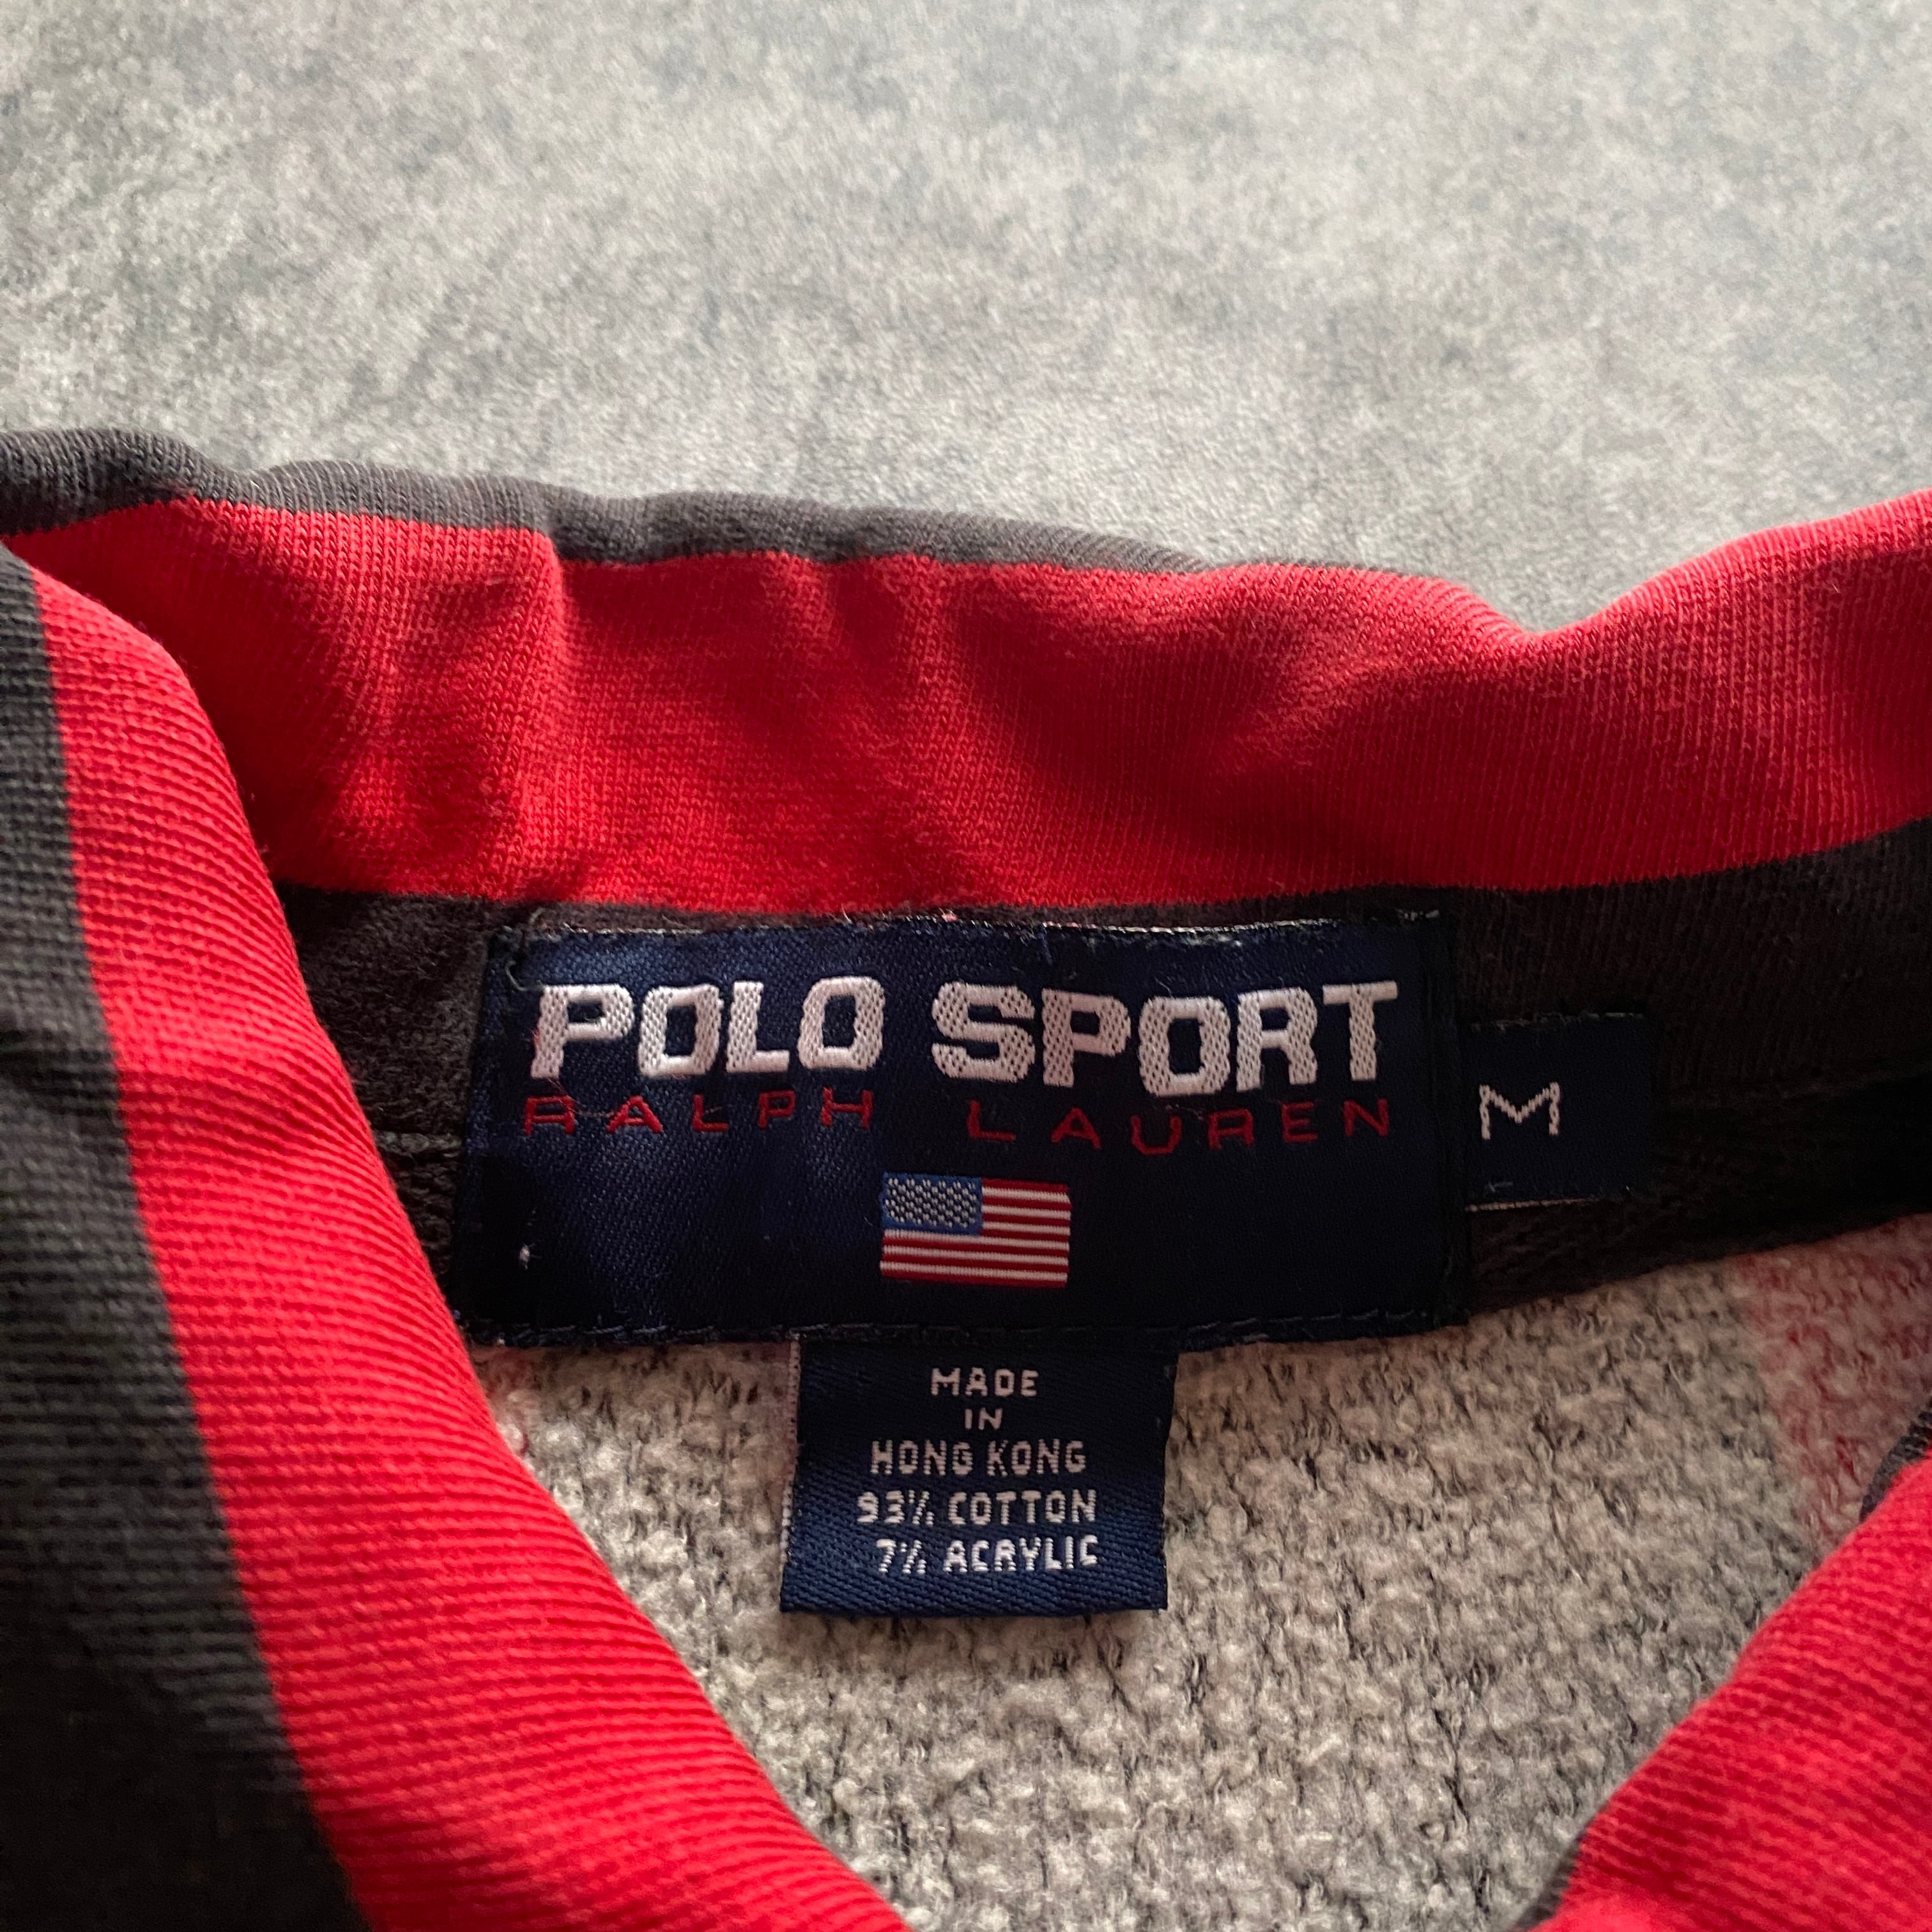 POLO SPORT
RALPH LAUREN
M
MADE
IN
HONG KONG
93% COTTON
7% ACRYLIC